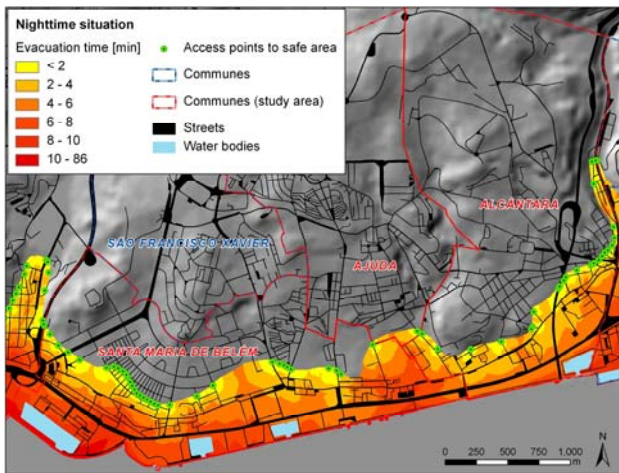 Nighttime situation
Evacuation time [min]
< 2
2 - 4
4 - 6
6 - 8
8 - 10
10 - 86
Access points to safe area
Communes
Communes (study area)
Streets
Water bodies
ALCÂNTARA
SÃO FRANCISCO XAVIER
AJUDA
SANTA MARIA DE BELÉM
N
0 250 500 750 1.000
m